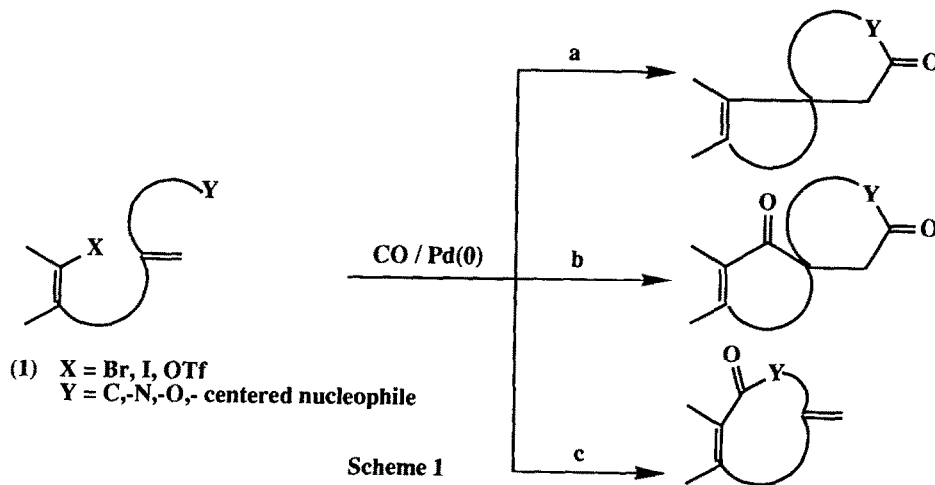 a
Y
O
Y
X
CO / Pd(0)
b
O
Y
O
(1) X = Br, I, OTf
Y = C,-N,-O,- centered nucleophile
Scheme 1
c
O
Y